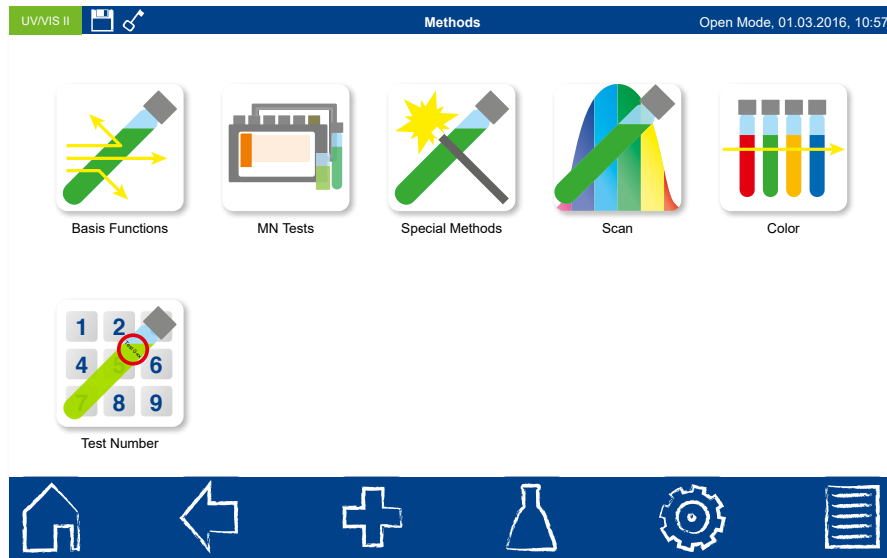 UV/VIS II
Methods
Open Mode, 01.03.2016, 10:57
Basis Functions
MN Tests
Special Methods
Scan
Color
1 2
4 5 6
7 8 9
Test Number